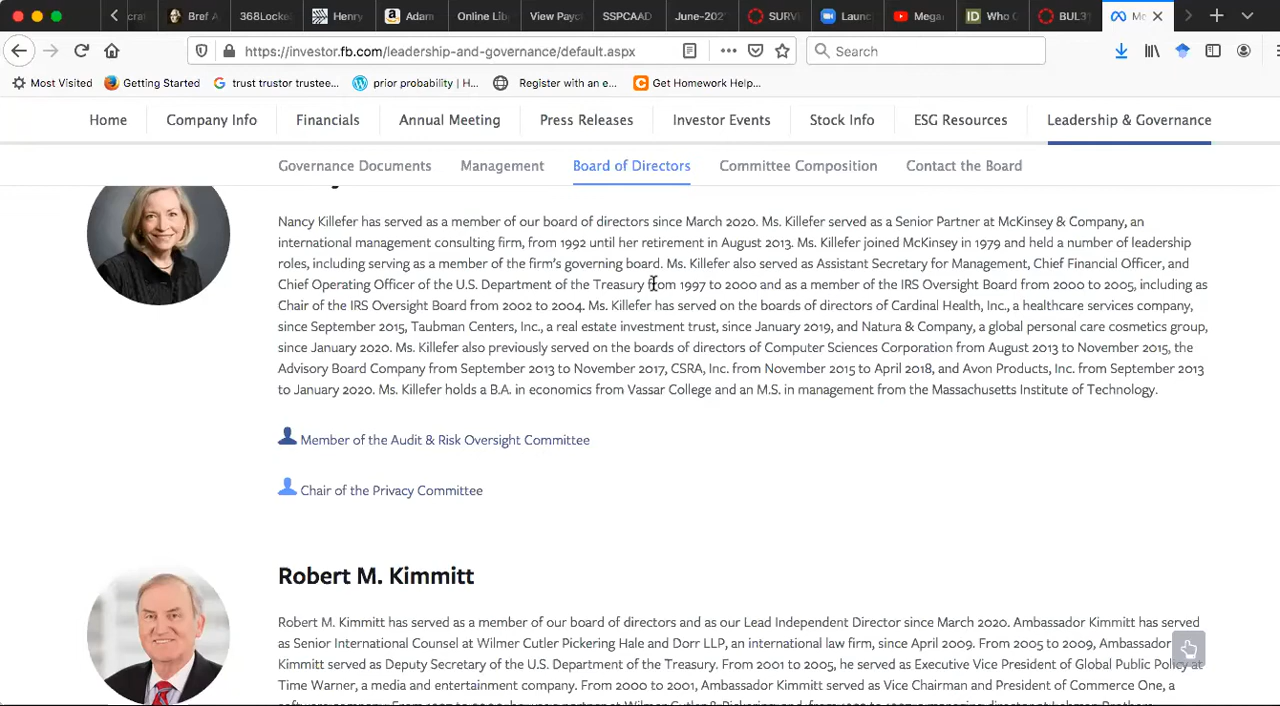 crat
Bref A
368Locked
Henry
Adam
Online Lib
View Payc
SSPCAAD
June-202
SURV
Launc
Mega
Who C
BUL31
Me
https://investor.fb.com/leadership-and-governance/default.aspx
Search
Most Visited
Getting Started
trust trustor trustee...
prior probability | H...
Register with an e...
Get Homework Help...
Home
Company Info
Financials
Annual Meeting
Press Releases
Investor Events
Stock Info
ESG Resources
Leadership & Governance
Governance Documents
Management
Board of Directors
Committee Composition
Contact the Board
Nancy Killefer has served as a member of our board of directors since March 2020. Ms. Killefer served as a Senior Partner at McKinsey & Company, an
international management consulting firm, from 1992 until her retirement in August 2013. Ms. Killefer joined McKinsey in 1979 and held a number of leadership
roles, including serving as a member of the firm's governing board. Ms. Killefer also served as Assistant Secretary for Management, Chief Financial Officer, and
Chief Operating Officer of the U.S. Department of the Treasury from 1997 to 2000 and as a member of the IRS Oversight Board from 2000 to 2005, including as
Chair of the IRS Oversight Board from 2002 to 2004. Ms. Killefer has served on the boards of directors of Cardinal Health, Inc., a healthcare services company,
since September 2015, Taubman Centers, Inc., a real estate investment trust, since January 2019, and Natura & Company, a global personal care cosmetics group,
since January 2020. Ms. Killefer also previously served on the boards of directors of Computer Sciences Corporation from August 2013 to November 2015, the
Advisory Board Company from September 2013 to November 2017, CSRA, Inc. from November 2015 to April 2018, and Avon Products, Inc. from September 2013
to January 2020. Ms. Killefer holds a B.A. in economics from Vassar College and an M.S. in management from the Massachusetts Institute of Technology.
Member of the Audit & Risk Oversight Committee
Chair of the Privacy Committee
Robert M. Kimmitt
Robert M. Kimmitt has served as a member of our board of directors and as our Lead Independent Director since March 2020. Ambassador Kimmitt has served
as Senior International Counsel at Wilmer Cutler Pickering Hale and Dorr LLP, an international law firm, since April 2009. From 2005 to 2009, Ambassador
Kimmitt served as Deputy Secretary of the U.S. Department of the Treasury. From 2001 to 2005, he served as Executive Vice President of Global Public Policy at
Time Warner, a media and entertainment company. From 2000 to 2001, Ambassador Kimmitt served as Vice Chairman and President of Commerce One, a